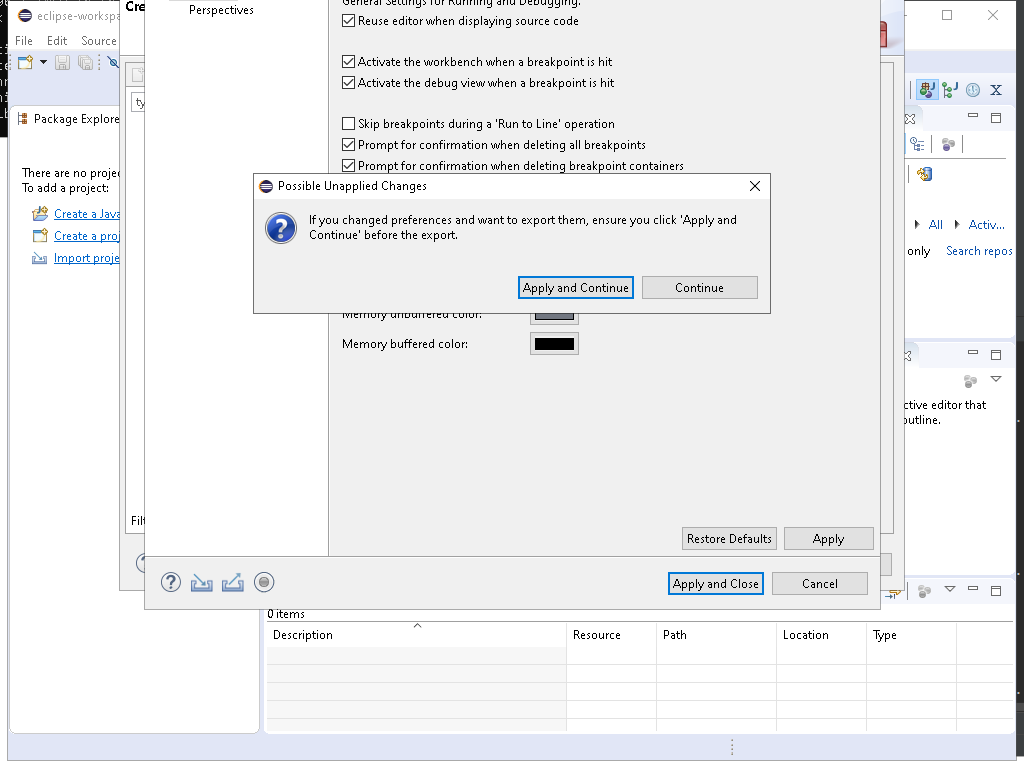 Perspectives
General Settings for Running and Debugging.
Reuse editor when displaying source code
Activate the workbench when a breakpoint is hit
Activate the debug view when a breakpoint is hit
Skip breakpoints during a 'Run to Line' operation
Prompt for confirmation when deleting all breakpoints
Prompt for confirmation when deleting breakpoint containers
eclipse-workspa
Cre
File Edit Source
ty
Package Explore
There are no projec
To add a project:
Create a Java
Create a proj
Import proje
Possible Unapplied Changes
If you changed preferences and want to export them, ensure you click 'Apply and
Continue' before the export.
Apply and Continue
Continue
Memory unbuffered color:
Memory buffered color:
All
Activ...
only
Search repos
ctive editor that
outline.
Filt
Restore Defaults
Apply
Apply and Close
Cancel
0 items
Description
Resource
Path
Location
Type